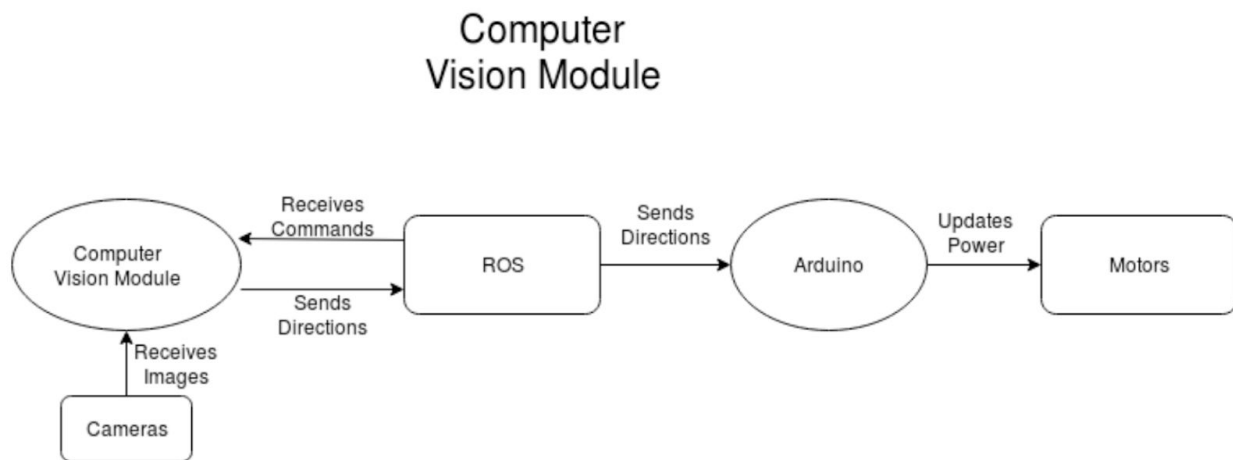 Computer
Vision Module
Receives
Commands
Sends
Directions
Updates
Power
Computer
Vision Module
ROS
Arduino
Motors
Sends
Directions
Receives
Images
Cameras